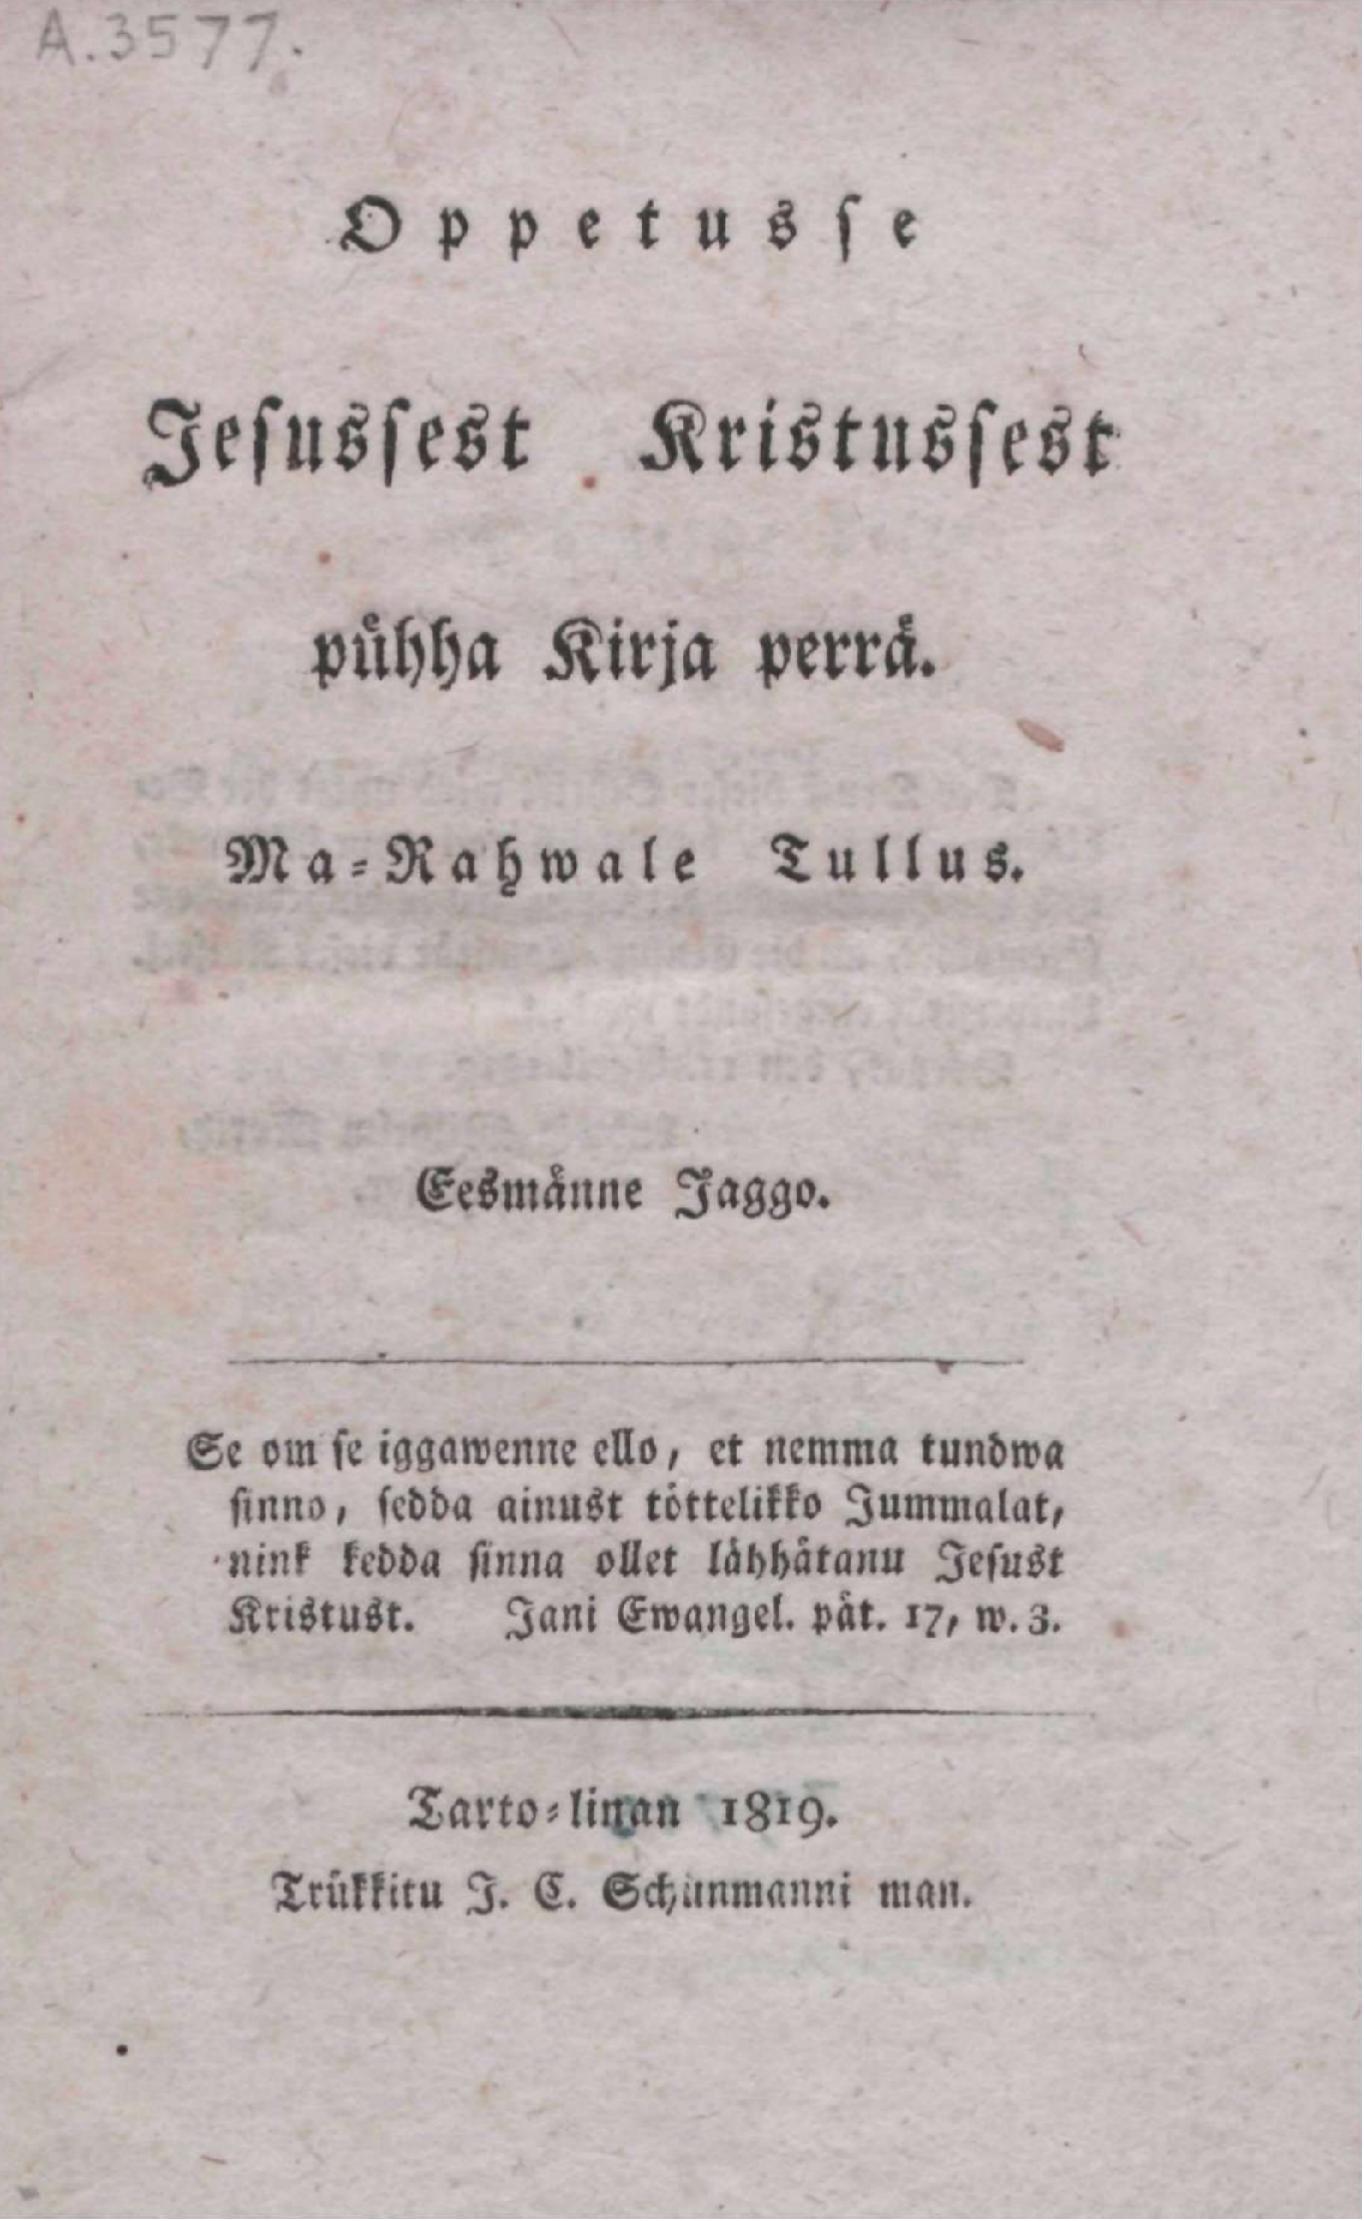 A.3577.
Oppetusse
Jesussest Kristussest
pühha Kirja perrä.
Ma-Rahwale Tullus.
Eesmänne Jaggo.
Se om se iggawenne ello, et nemma tundwa
sinno, sedda ainust töttelikko Jummalat,
nink kedda sinna ollet lähhätanu Jesust
Kristust. Jani Ewangel. pät. 17, w. 3.
Tarto-linan 1819.
Trükkitu J. C. Schünmanni man.